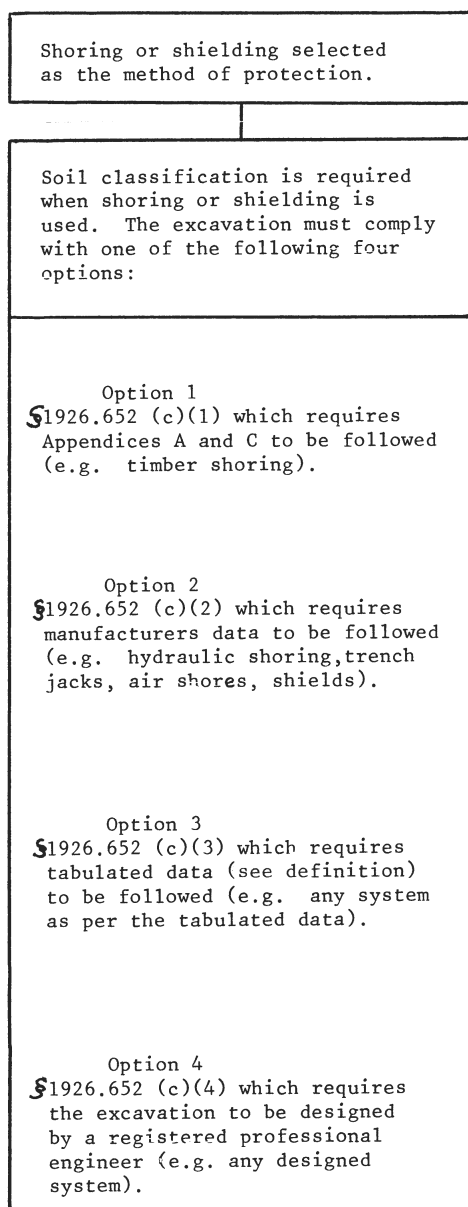 Shoring or shielding selected
as the method of protection.
Soil classification is required
when shoring or shielding is
used. The excavation must comply
with one of the following four
options:
Option 1
§1926.652 (c)(1) which requires
Appendices A and C to be followed
(e.g. timber shoring).
Option 2
§1926.652 (c)(2) which requires
manufacturers data to be followed
(e.g. hydraulic shoring,trench
jacks, air shores, shields).
Option 3
§1926.652 (c)(3) which requires
tabulated data (see definition)
to be followed (e.g. any system
as per the tabulated data).
Option 4
§1926.652 (c)(4) which requires
the excavation to be designed
by a registered professional
engineer (e.g. any designed
system).